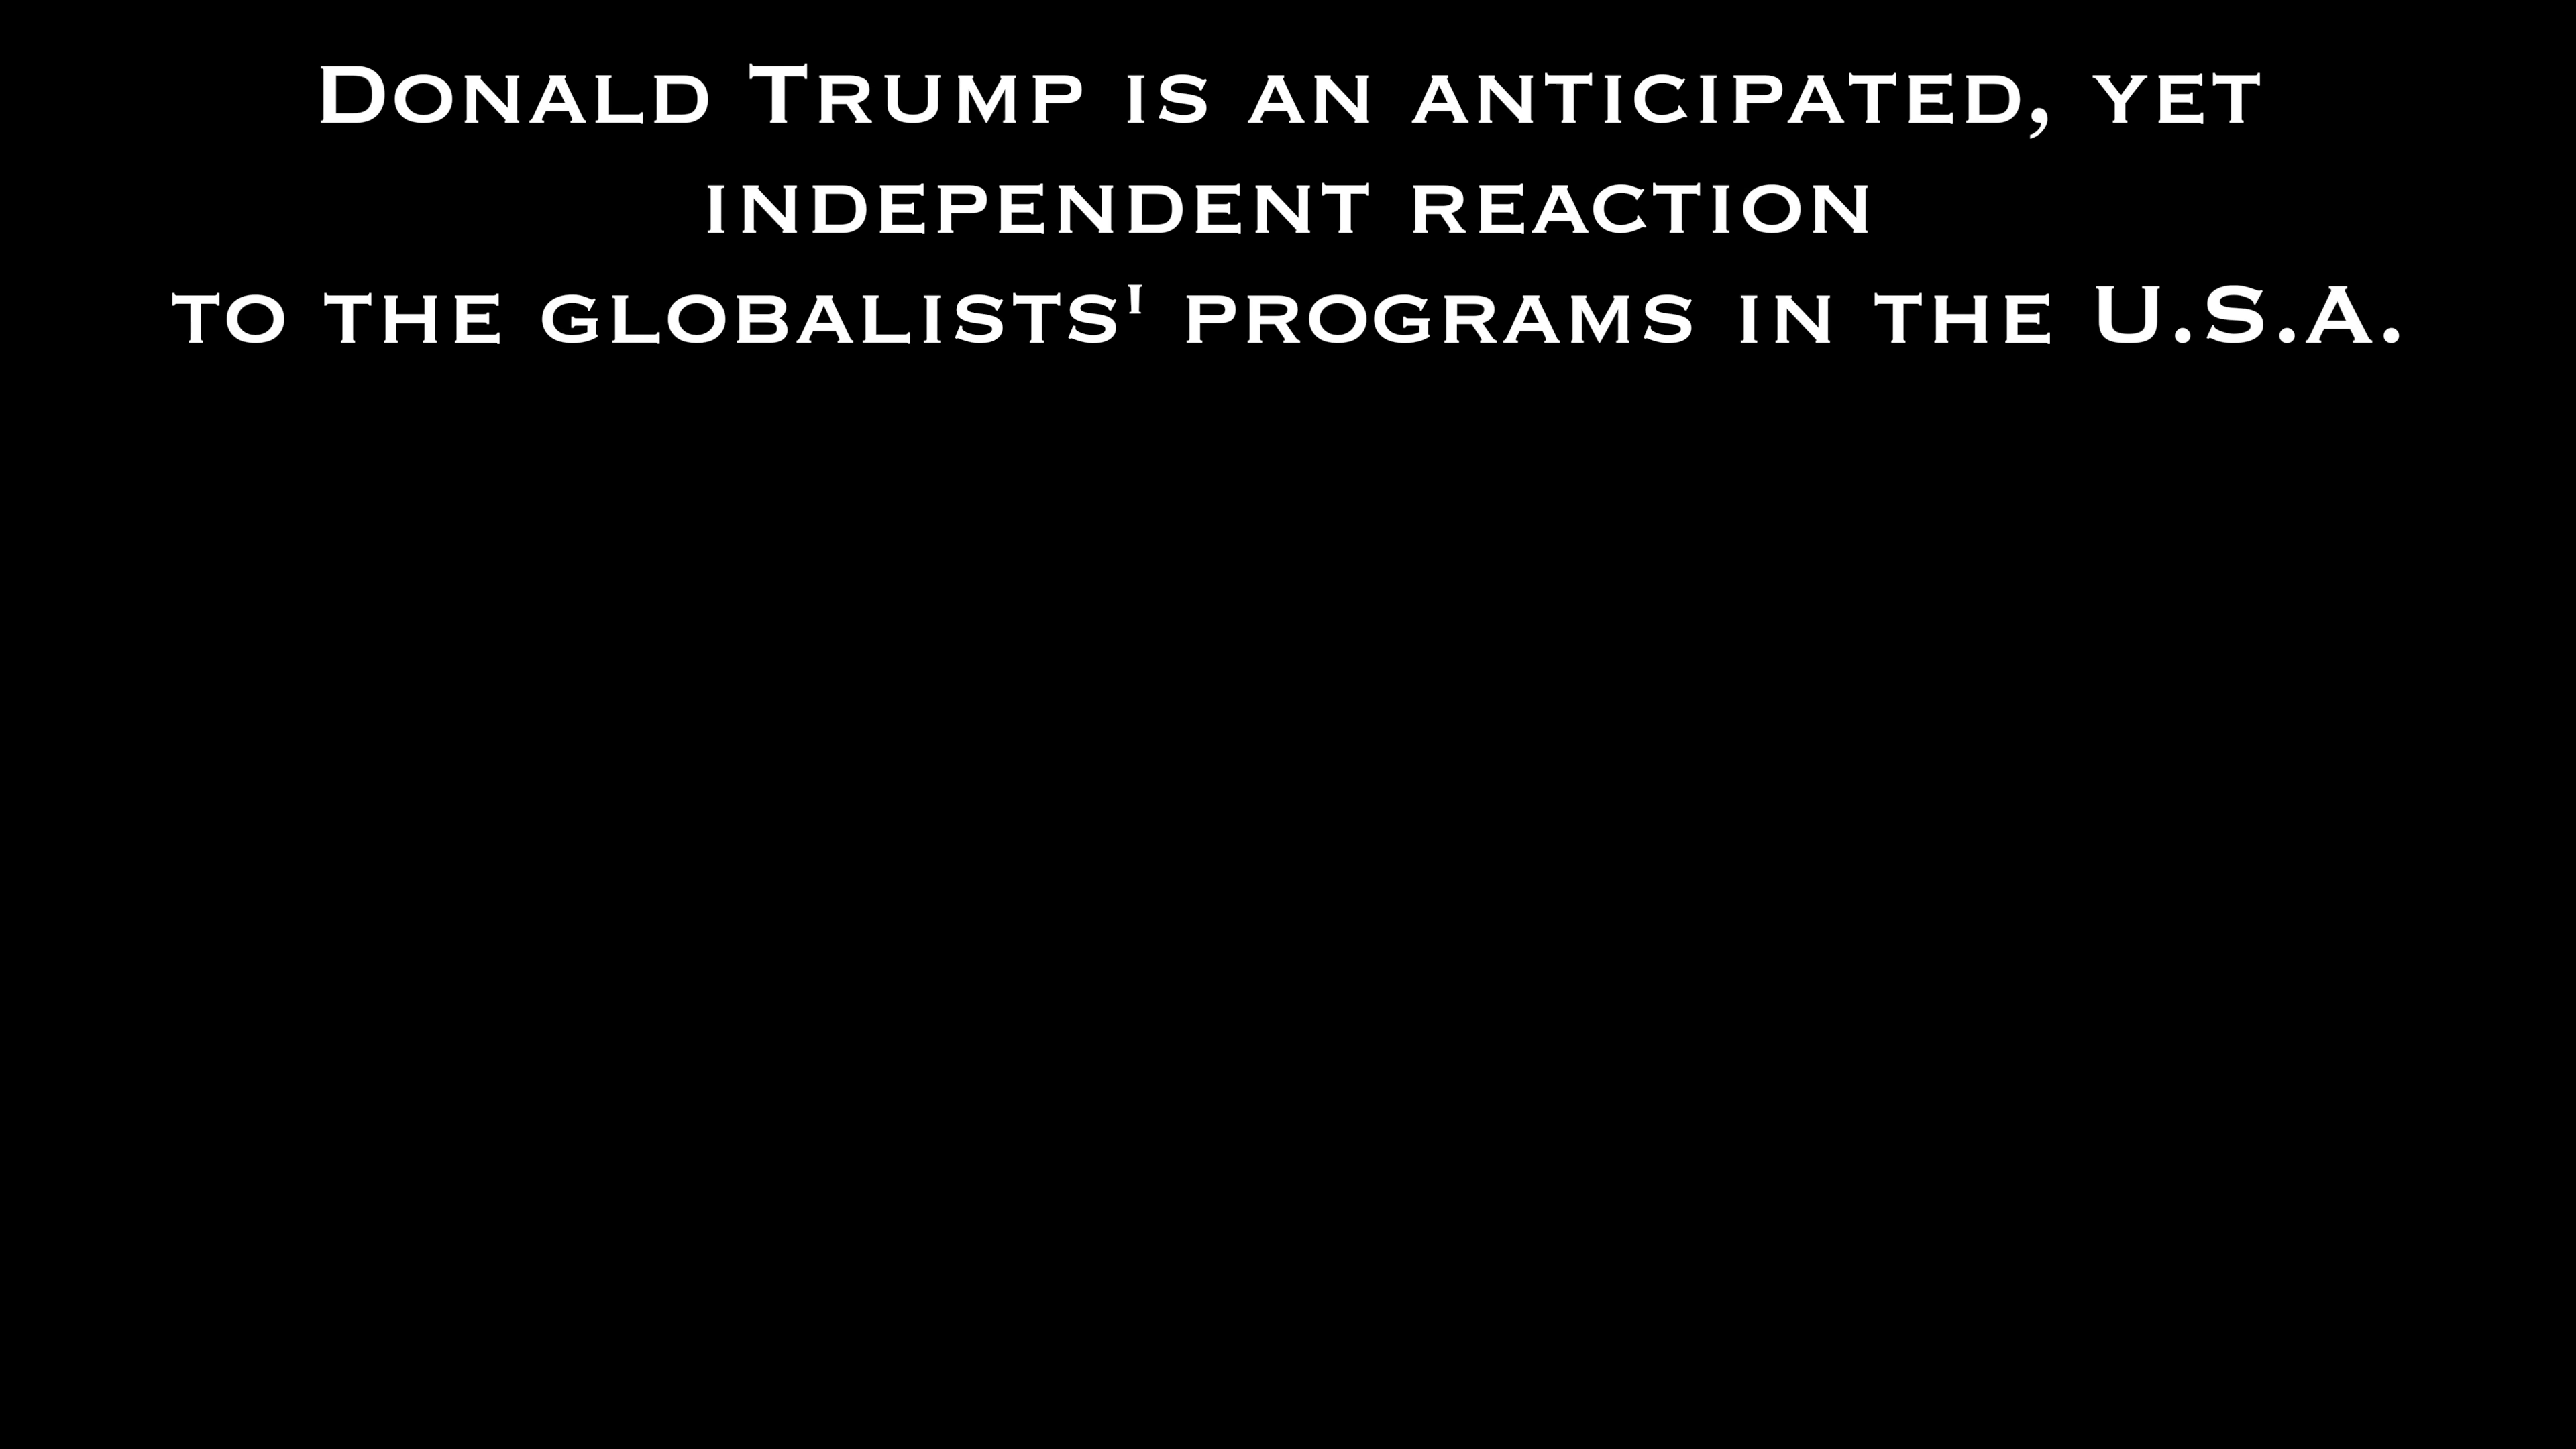 Donald Trump is an anticipated, yet
independent reaction
to the globalists' programs in the U.S.A.